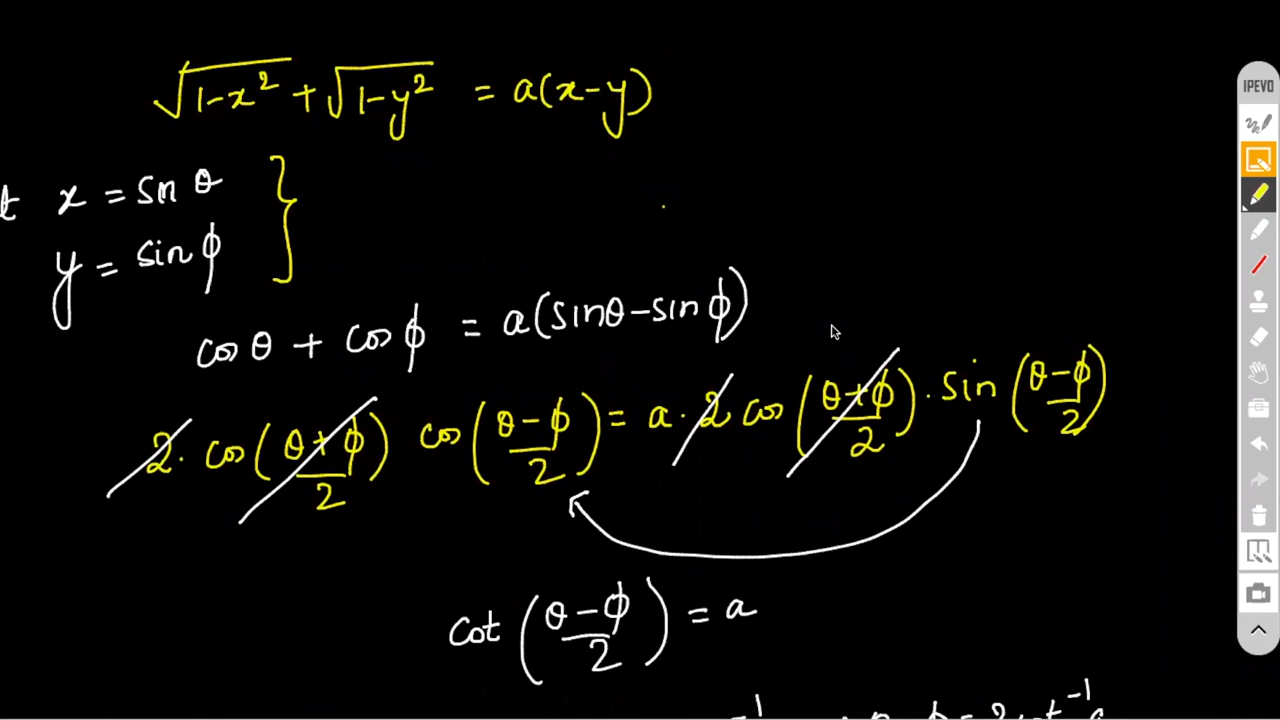 √1-x² + √1-y² = a(x-y)
IPEVO
t x = sin θ
y = sin ϕ
cos θ + cos ϕ = a(sinθ - sin ϕ)
2. cos(θ+ϕ/2) cos(θ-ϕ/2) = a · 2 cos(θ+ϕ/2) · sin(θ-ϕ/2)
cot(θ-ϕ/2) = a